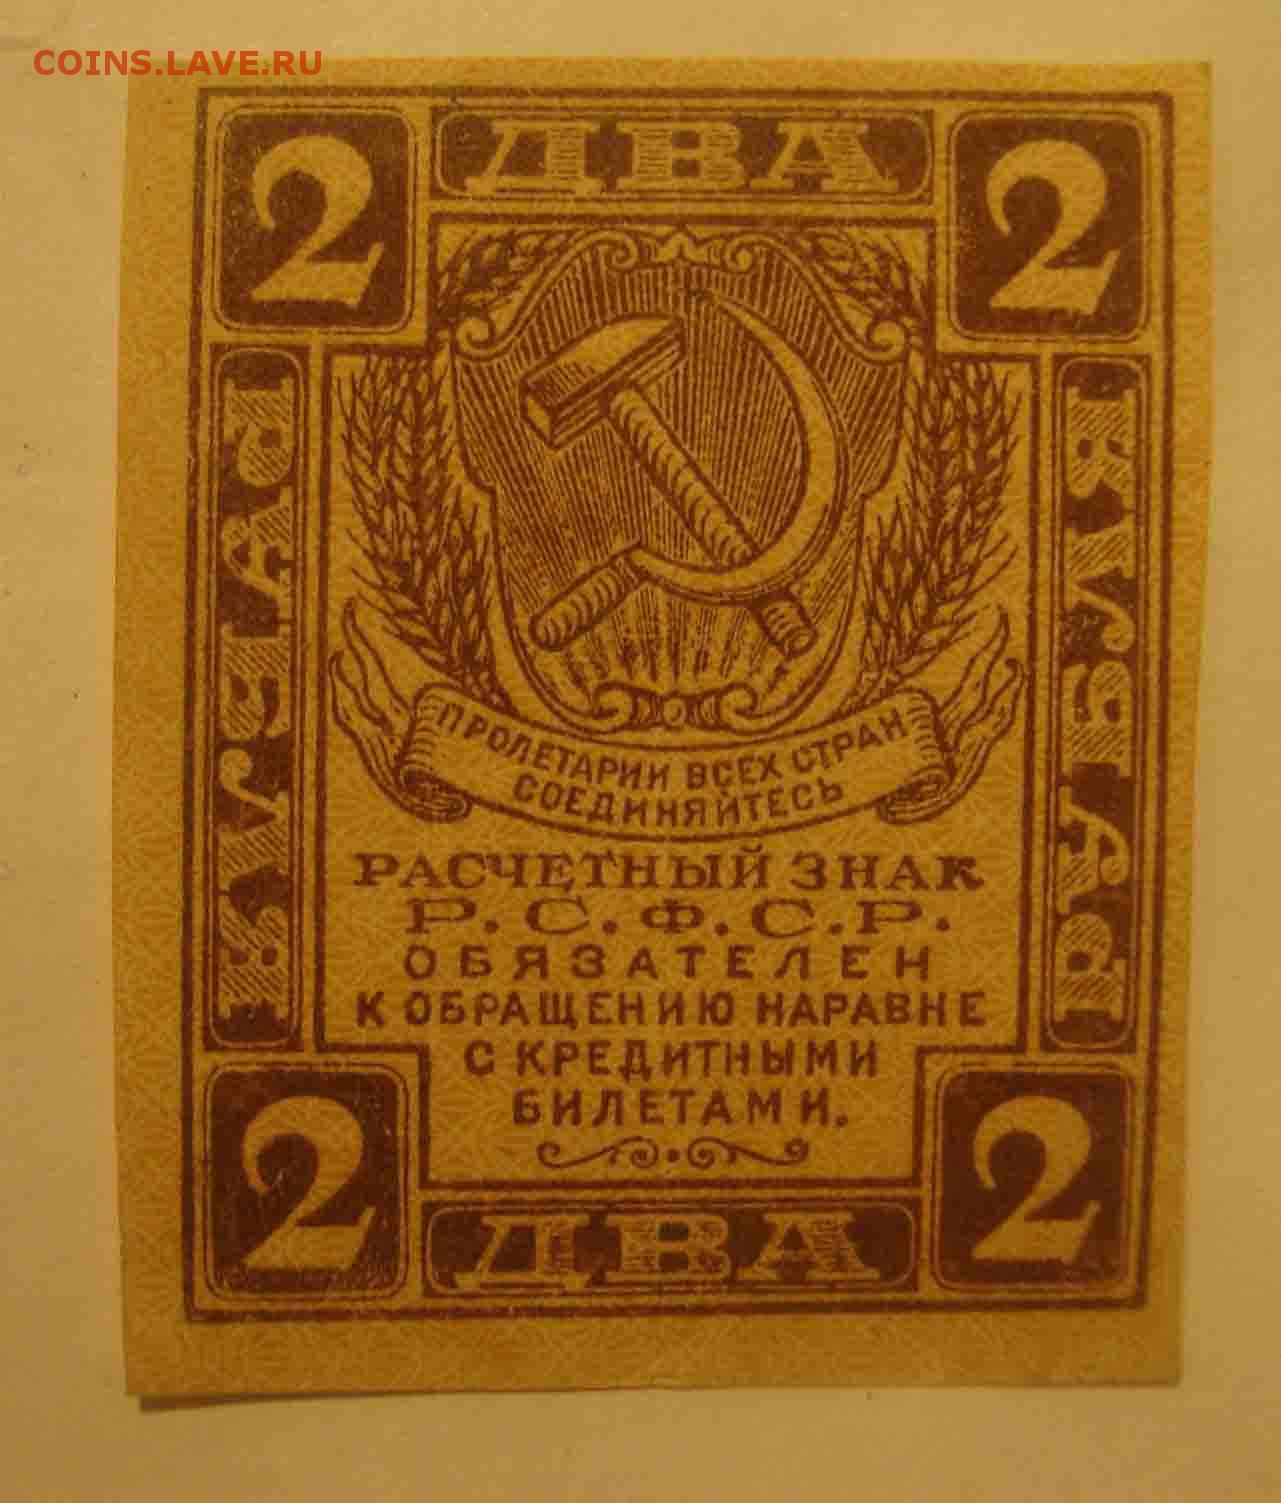 COINS.LAVE.RU
2 ДВА 2
РУБЛЯ
РУБЛЯ
ПРОЛЕТАРИИ ВСЕХ СТРАН
СОЕДИНЯЙТЕСЬ
РАСЧЕТНЫЙ ЗНАК
Р.С.Ф.С.Р.
ОБЯЗАТЕЛЕН
К ОБРАЩЕНИЮ НАРАВНЕ
С КРЕДИТНЫМИ
БИЛЕТАМИ.
2 ДВА 2